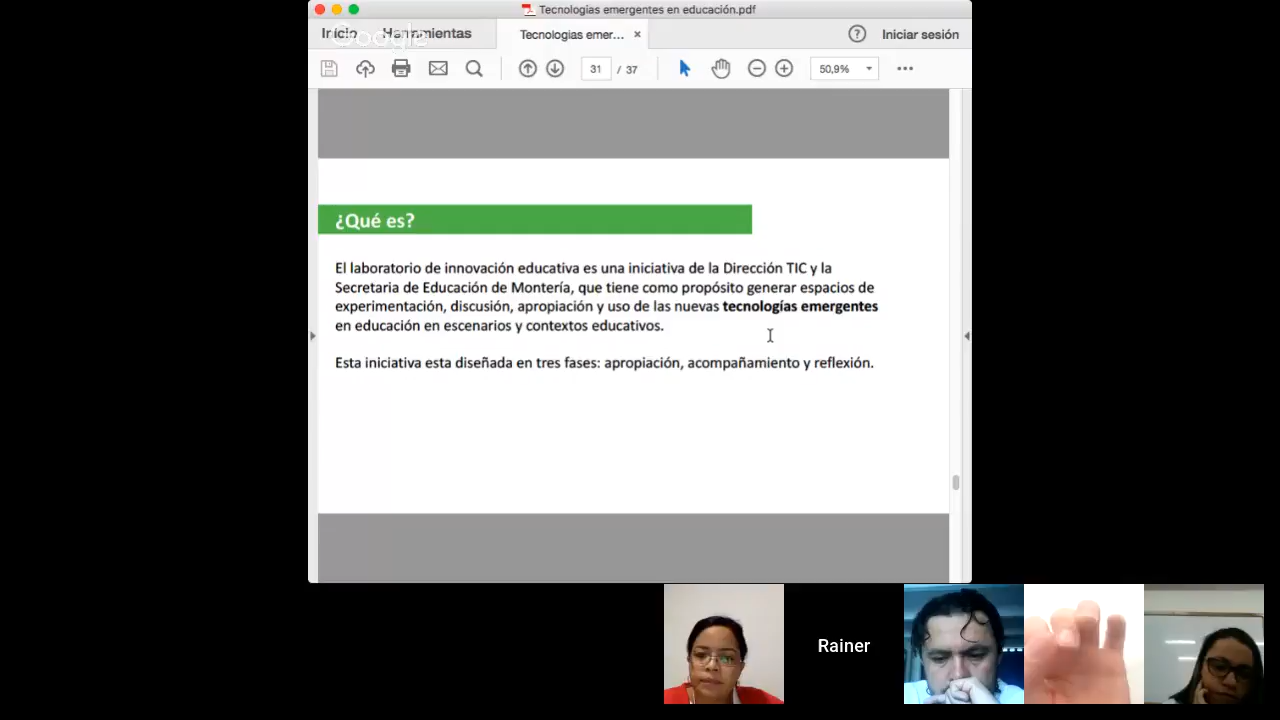 Tecnologias emergentes en educación.pdf
Inicio Herramientas Tecnologias emer... × ? Iniciar sesión
Google
31 / 37 50,9%
¿Qué es?
El laboratorio de innovación educativa es una iniciativa de la Dirección TIC y la
Secretaria de Educación de Montería, que tiene como propósito generar espacios de
experimentación, discusión, apropiación y uso de las nuevas tecnologías emergentes
en educación en escenarios y contextos educativos.
Esta iniciativa esta diseñada en tres fases: apropiación, acompañamiento y reflexión.
Rainer